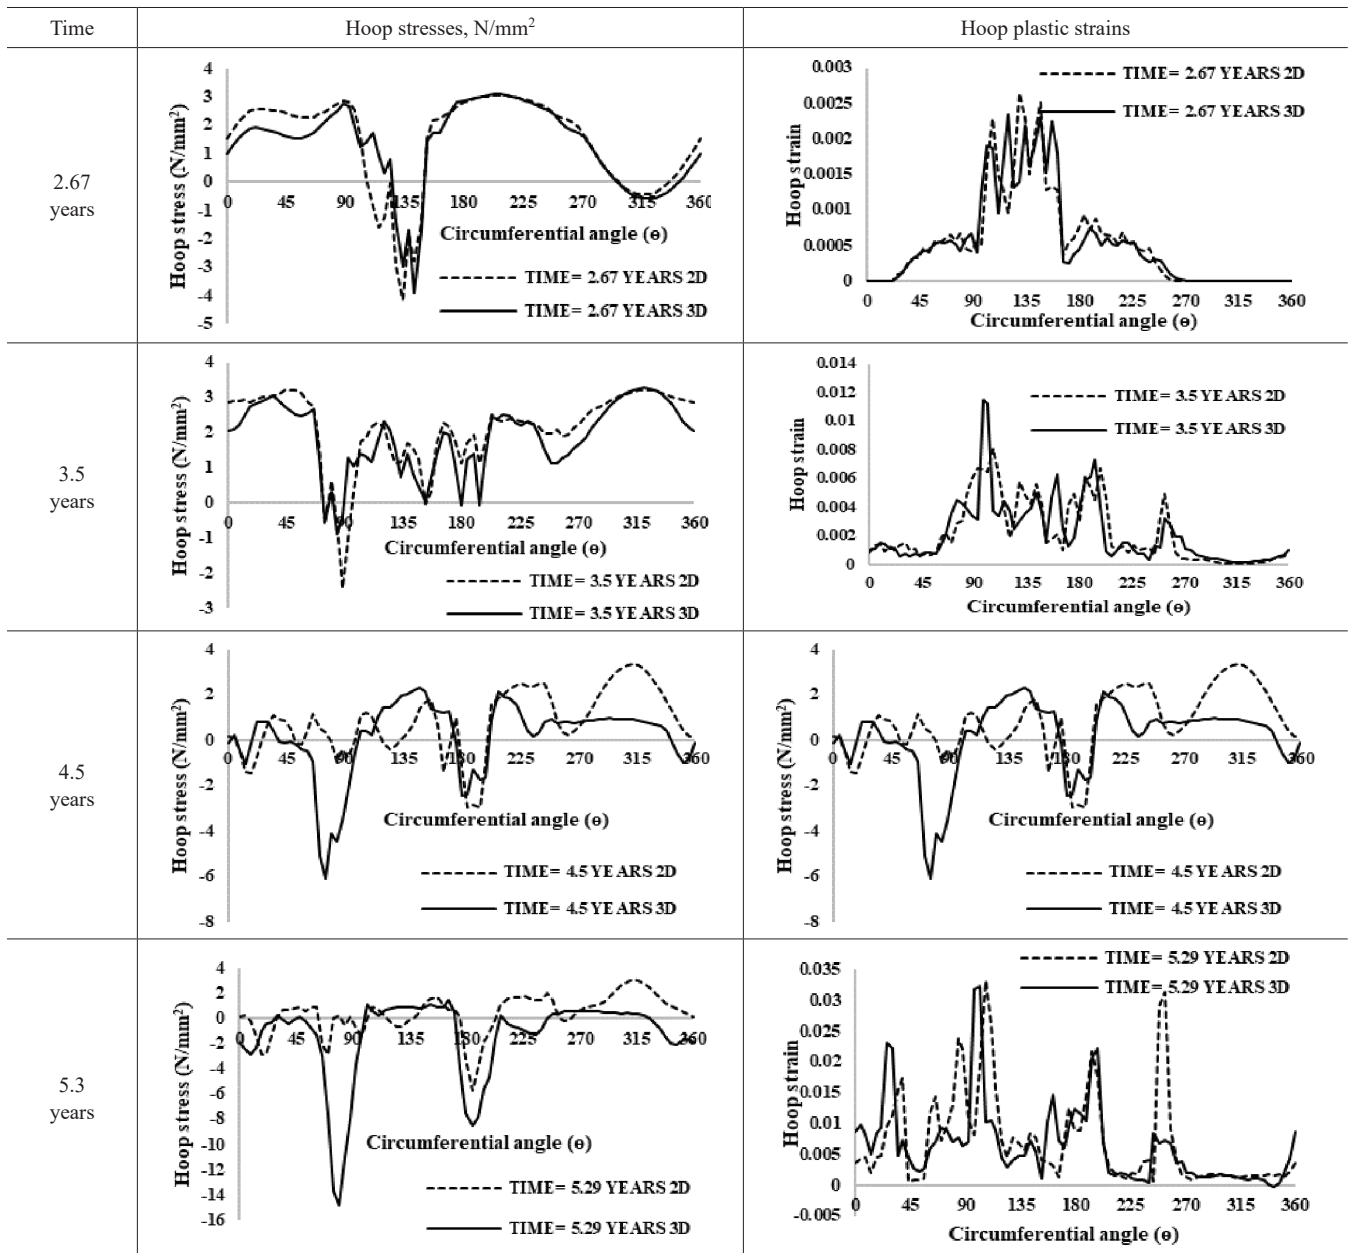 Time
Hoop stresses, N/mm²
Hoop plastic strains
2.67
years
4
3
2
1
0
-1
-2
-3
-4
-5
0 45 90 135 180 225 270 315 360
Hoop stress (N/mm²)
Circumferential angle (ɵ)
TIME= 2.67 YEARS 2D
TIME= 2.67 YEARS 3D
0.003
0.0025
0.002
0.0015
0.001
0.0005
0
0 45 90 135 180 225 270 315 360
Hoop strain
Circumferential angle (ɵ)
TIME= 2.67 YEARS 2D
TIME= 2.67 YEARS 3D
3.5
years
4
3
2
1
0
-1
-2
-3
0 45 90 135 180 225 270 315 360
Hoop stress (N/mm²)
Circumferential angle (ɵ)
TIME= 3.5 YEARS 2D
TIME= 3.5 YEARS 3D
0.014
0.012
0.01
0.008
0.006
0.004
0.002
0
0 45 90 135 180 225 270 315 360
Hoop strain
Circumferential angle (ɵ)
TIME= 3.5 YEARS 2D
TIME= 3.5 YEARS 3D
4.5
years
4
2
0
-2
-4
-6
-8
0 45 90 135 180 225 270 315 360
Hoop stress (N/mm²)
Circumferential angle (ɵ)
TIME= 4.5 YEARS 2D
TIME= 4.5 YEARS 3D
4
2
0
-2
-4
-6
-8
0 45 90 135 180 225 270 315 360
Hoop stress (N/mm²)
Circumferential angle (ɵ)
TIME= 4.5 YEARS 2D
TIME= 4.5 YEARS 3D
5.3
years
4
2
0
-2
-4
-6
-8
-10
-12
-14
-16
0 45 90 135 180 225 270 315 360
Hoop stress (N/mm²)
Circumferential angle (ɵ)
TIME= 5.29 YEARS 2D
TIME= 5.29 YEARS 3D
0.035
0.03
0.025
0.02
0.015
0.01
0.005
0
-0.005
0 45 90 135 180 225 270 315 360
Hoop strain
Circumferential angle (ɵ)
TIME= 5.29 YEARS 2D
TIME= 5.29 YEARS 3D